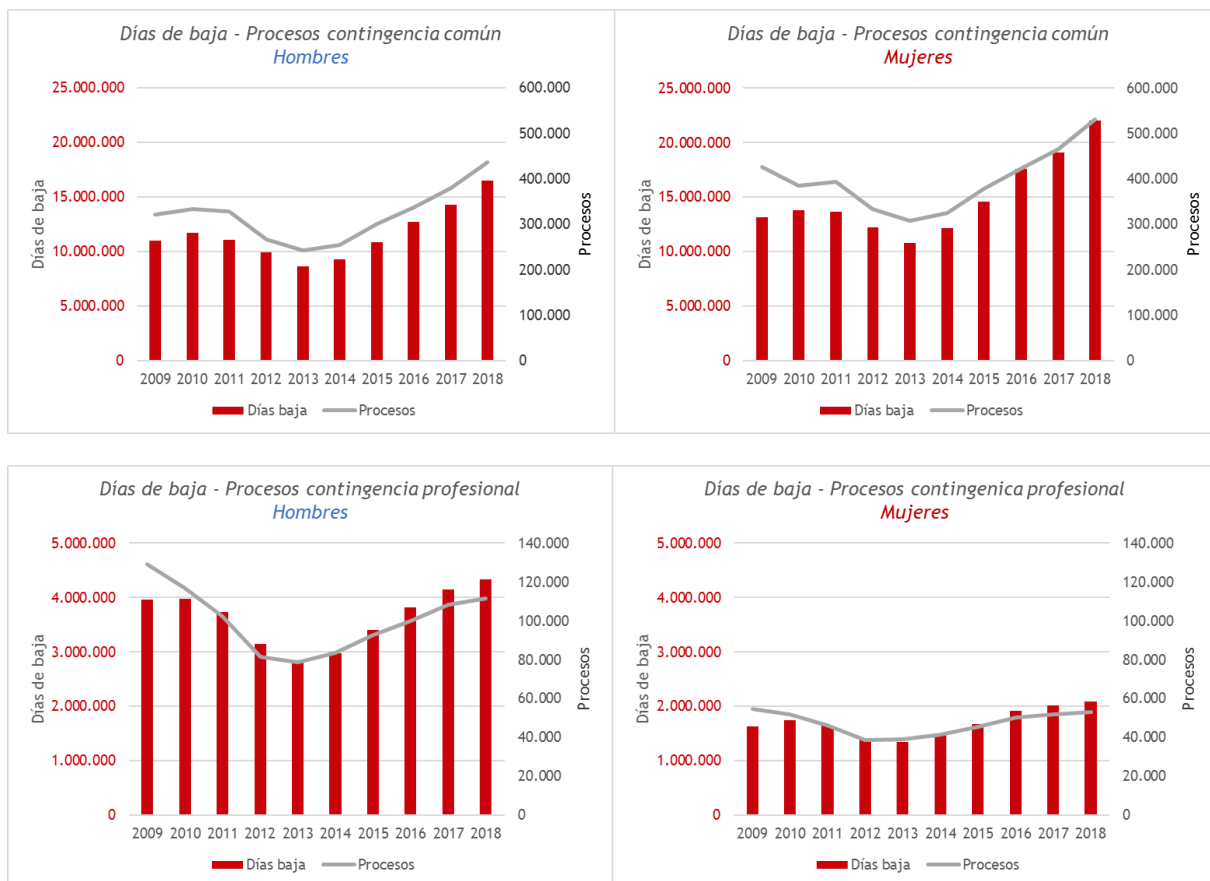 Días de baja - Procesos contingencia común
Hombres
25.000.000
20.000.000
15.000.000
10.000.000
5.000.000
0
Días de baja
600.000
500.000
400.000
300.000
200.000
100.000
0
Procesos
2009 2010 2011 2012 2013 2014 2015 2016 2017 2018
Días baja Procesos
Días de baja - Procesos contingencia común
Mujeres
25.000.000
20.000.000
15.000.000
10.000.000
5.000.000
0
Días de baja
600.000
500.000
400.000
300.000
200.000
100.000
0
Procesos
2009 2010 2011 2012 2013 2014 2015 2016 2017 2018
Días baja Procesos
Días de baja - Procesos contingencia profesional
Hombres
5.000.000
4.000.000
3.000.000
2.000.000
1.000.000
0
Días de baja
140.000
120.000
100.000
80.000
60.000
40.000
20.000
0
Procesos
2009 2010 2011 2012 2013 2014 2015 2016 2017 2018
Días baja Procesos
Días de baja - Procesos contingenica profesional
Mujeres
5.000.000
4.000.000
3.000.000
2.000.000
1.000.000
0
Días de baja
140.000
120.000
100.000
80.000
60.000
40.000
20.000
0
Procesos
2009 2010 2011 2012 2013 2014 2015 2016 2017 2018
Días baja Procesos